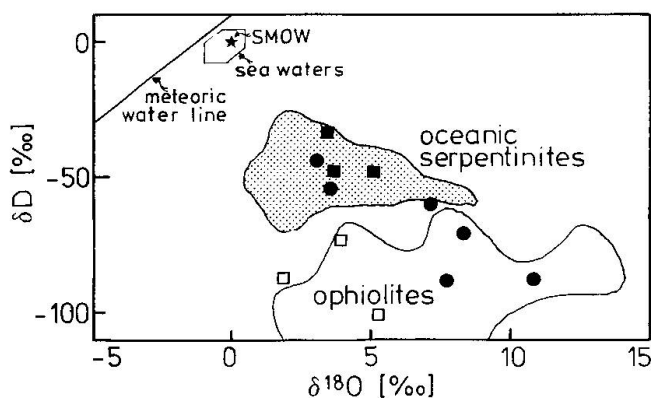 0
-50
-100
δD [‰]
SMOW
sea waters
meteoric
water line
oceanic
serpentinites
ophiolites
-5
0
5
10
15
δ¹⁸O [‰]